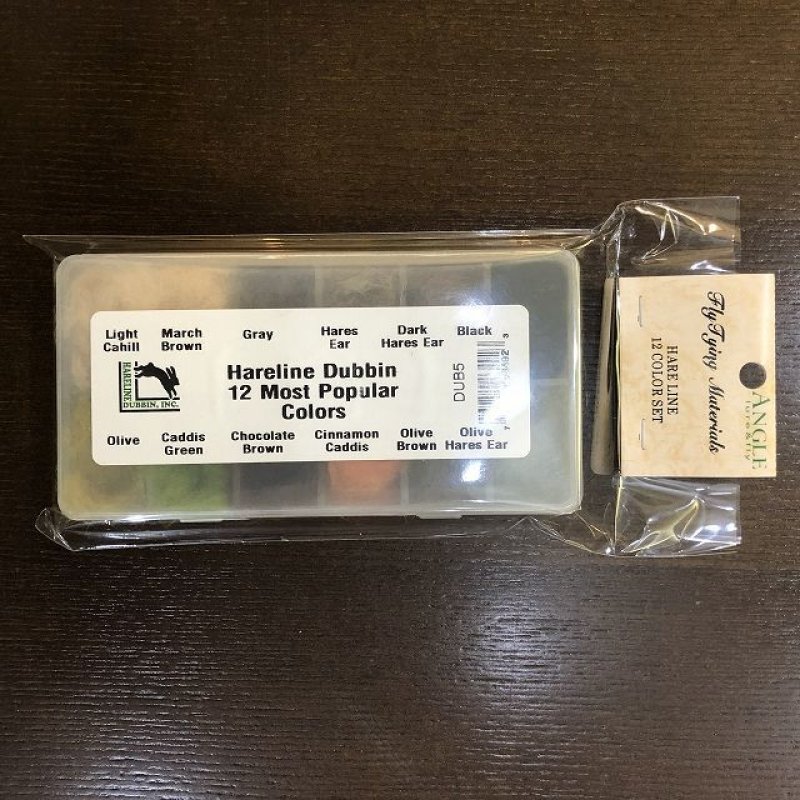 Light Cahill
March Brown
Gray
Hares Ear
Dark Hares Ear
Black
HARELINE
DUBBIN, INC.
Hareline Dubbin
12 Most Popular
Colors
DUB5
Olive
Caddis Green
Chocolate Brown
Cinnamon Caddis
Olive Brown
Olive Hares Ear
Fly Tying Materials
HARE LINE
12 COLOR SET
ANGLE
lure&fly